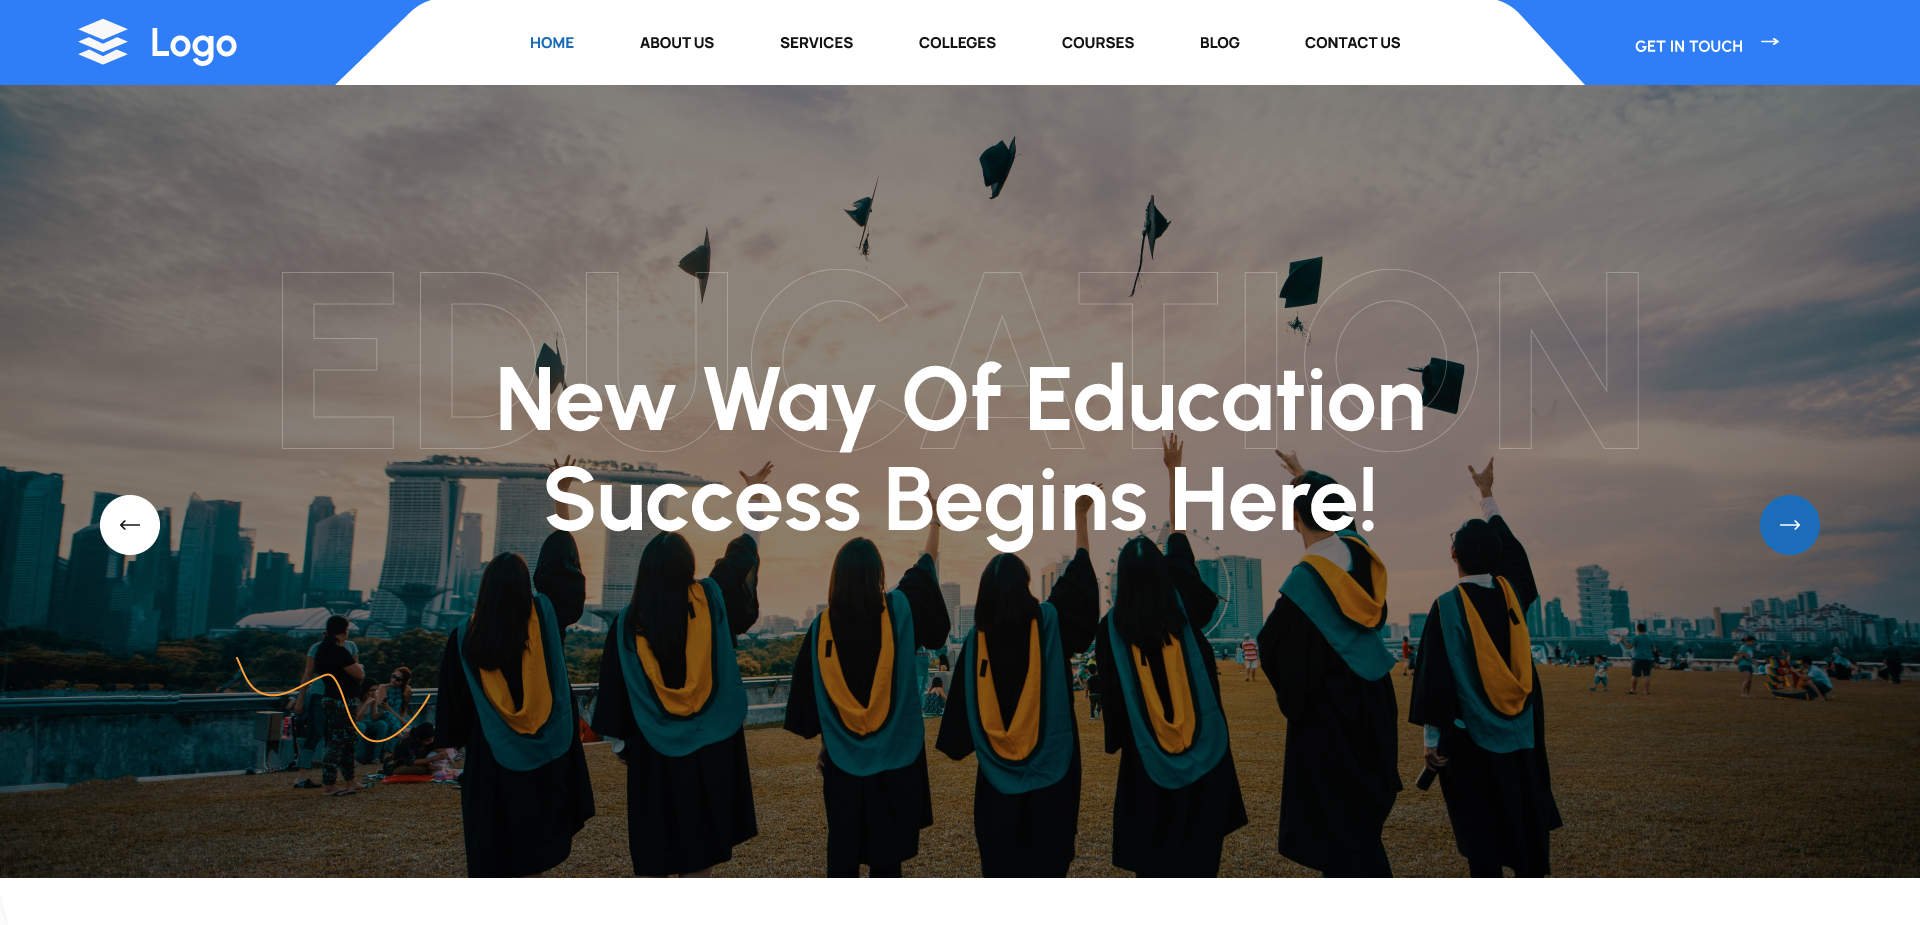 Logo
HOME ABOUT US SERVICES COLLEGES COURSES BLOG CONTACT US
GET IN TOUCH
EDUCATION
New Way Of Education
Success Begins Here!